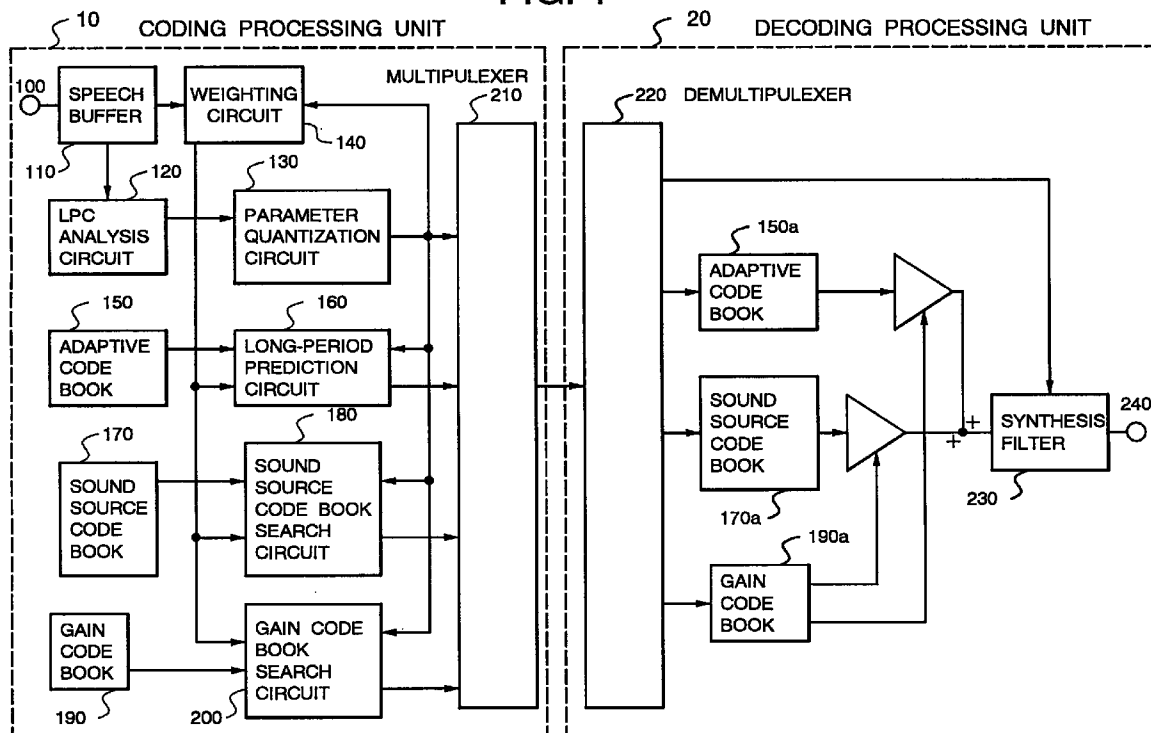 10
CODING PROCESSING UNIT
20
DECODING PROCESSING UNIT
100
SPEECH
BUFFER
110
WEIGHTING
CIRCUIT
140
MULTIPULEXER
210
220
DEMULTIPULEXER
120
LPC
ANALYSIS
CIRCUIT
130
PARAMETER
QUANTIZATION
CIRCUIT
150
ADAPTIVE
CODE
BOOK
160
LONG-PERIOD
PREDICTION
CIRCUIT
170
SOUND
SOURCE
CODE
BOOK
180
SOUND
SOURCE
CODE BOOK
SEARCH
CIRCUIT
GAIN
CODE
BOOK
190
GAIN CODE
BOOK
SEARCH
CIRCUIT
200
150a
ADAPTIVE
CODE
BOOK
SOUND
SOURCE
CODE
BOOK
170a
190a
GAIN
CODE
BOOK
+
+
SYNTHESIS
FILTER
230
240